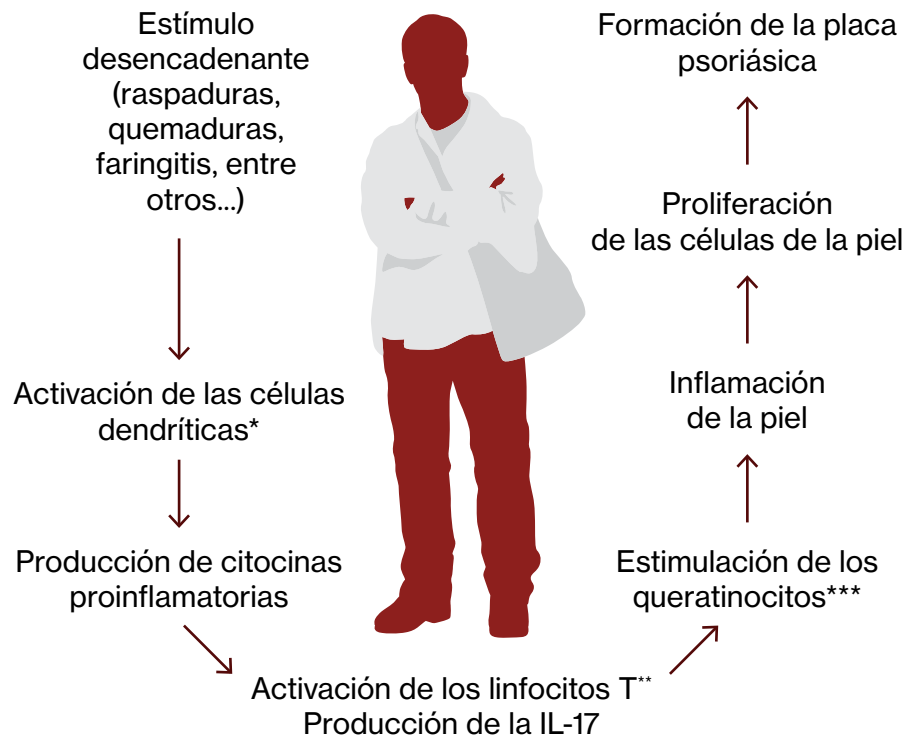 Estímulo
desencadenante
(raspaduras,
quemaduras,
faringitis, entre
otros...)
Activación de las células
dendríticas*
Producción de citocinas
proinflamatorias
Activación de los linfocitos T**
Producción de la IL-17
Estimulación de los
queratinocitos***
Inflamación
de la piel
Proliferación
de las células de la piel
Formación de la placa
psoriásica